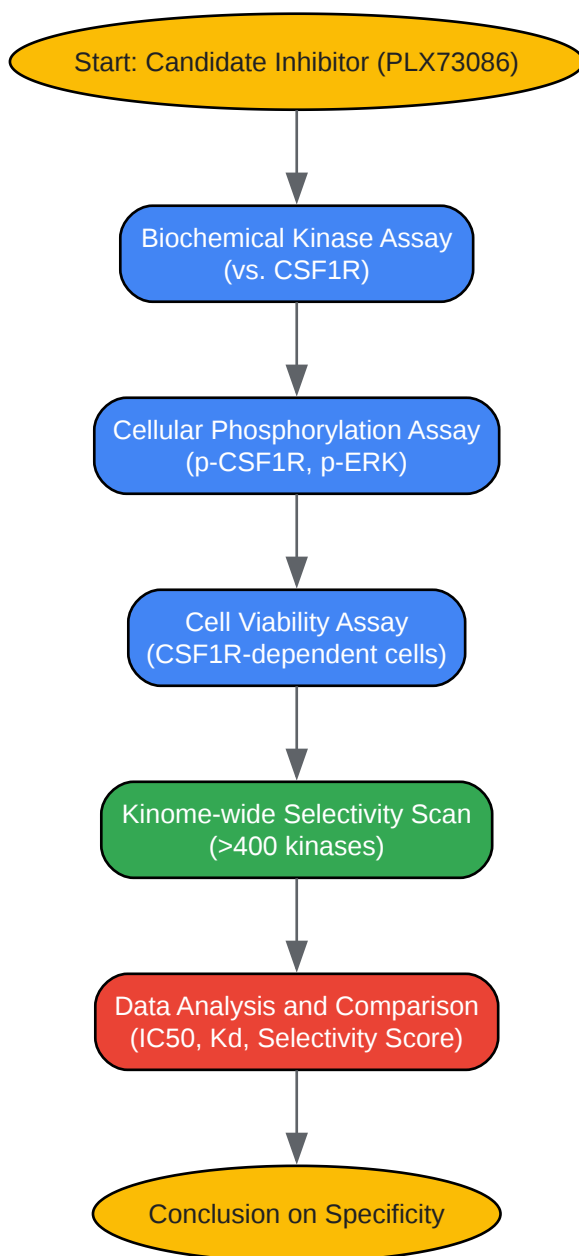 Start: Candidate Inhibitor (PLX73086)
Biochemical Kinase Assay
(vs. CSF1R)
Cellular Phosphorylation Assay
(p-CSF1R, p-ERK)
Cell Viability Assay
(CSF1R-dependent cells)
Kinome-wide Selectivity Scan
(>400 kinases)
Data Analysis and Comparison
(IC50, Kd, Selectivity Score)
Conclusion on Specificity